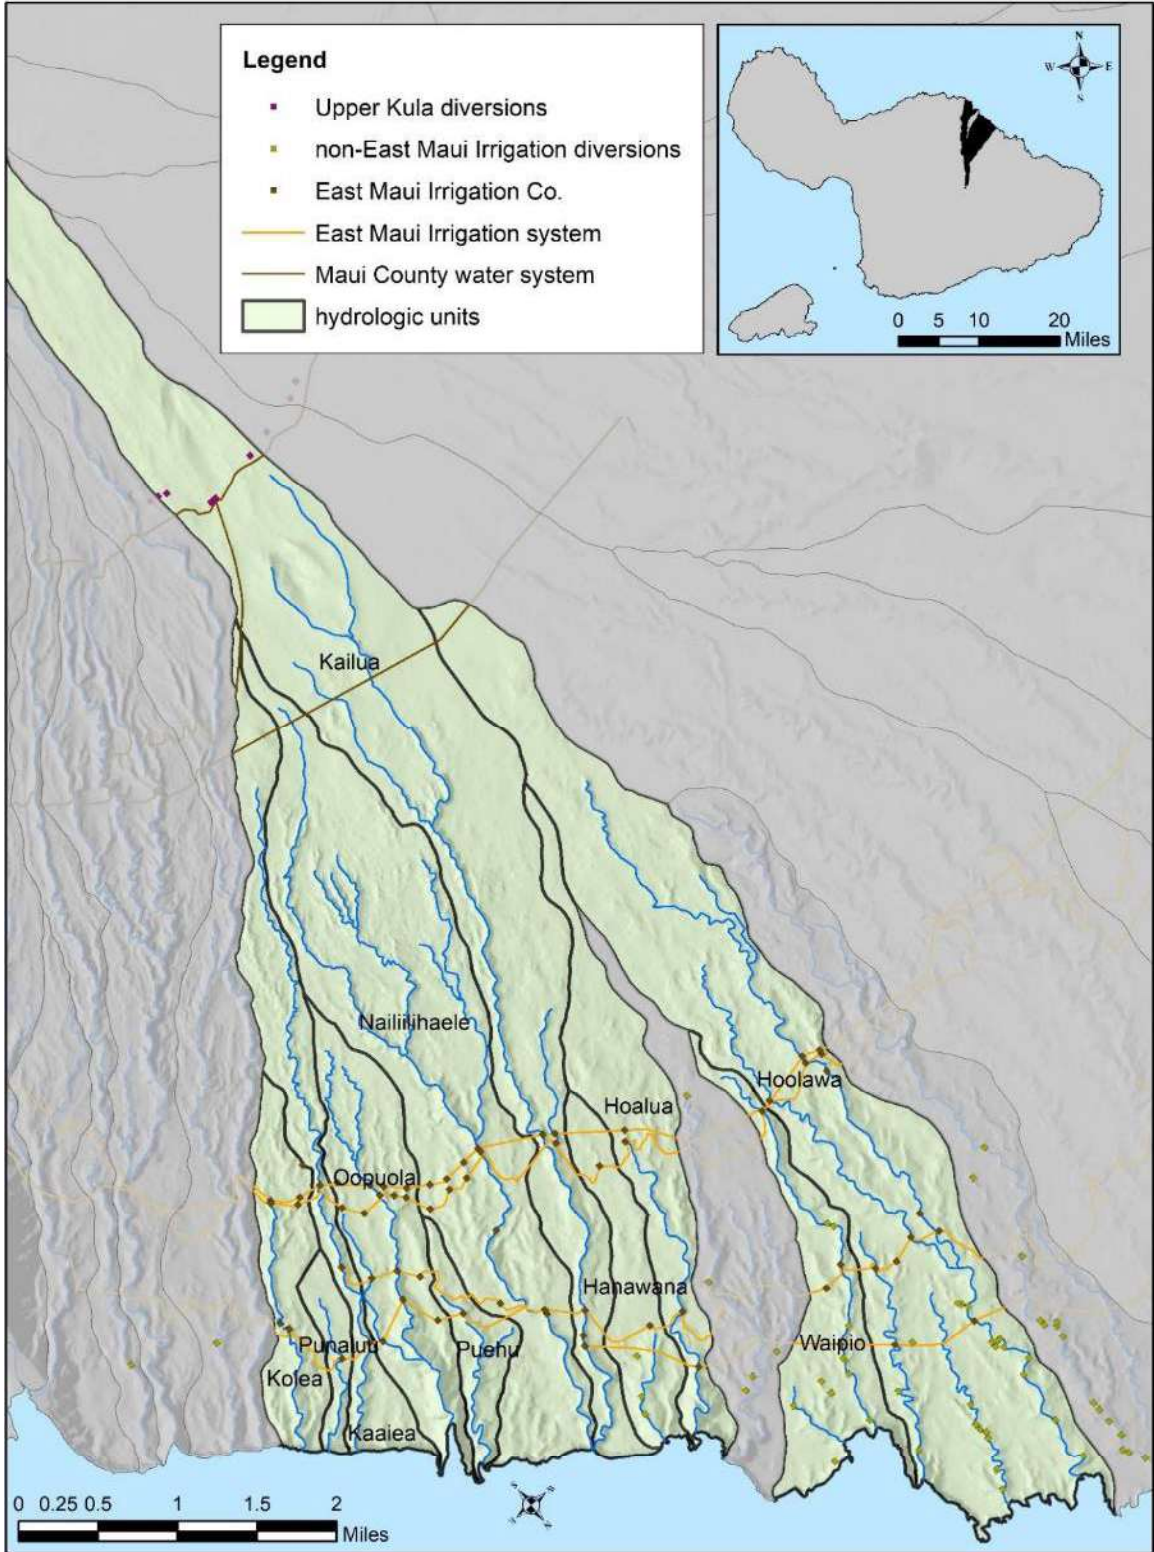 Legend
Upper Kula diversions
non-East Maui Irrigation diversions
East Maui Irrigation Co.
East Maui Irrigation system
Maui County water system
hydrologic units
N
W E
S
0 5 10 20
Miles
Kailua
Nailiilihaele
Hoolawa
Hoalua
Oopuola
Hanawana
Punaluu
Puehu
Waipio
Kolea
Kaaiea
0 0.25 0.5 1 1.5 2
Miles